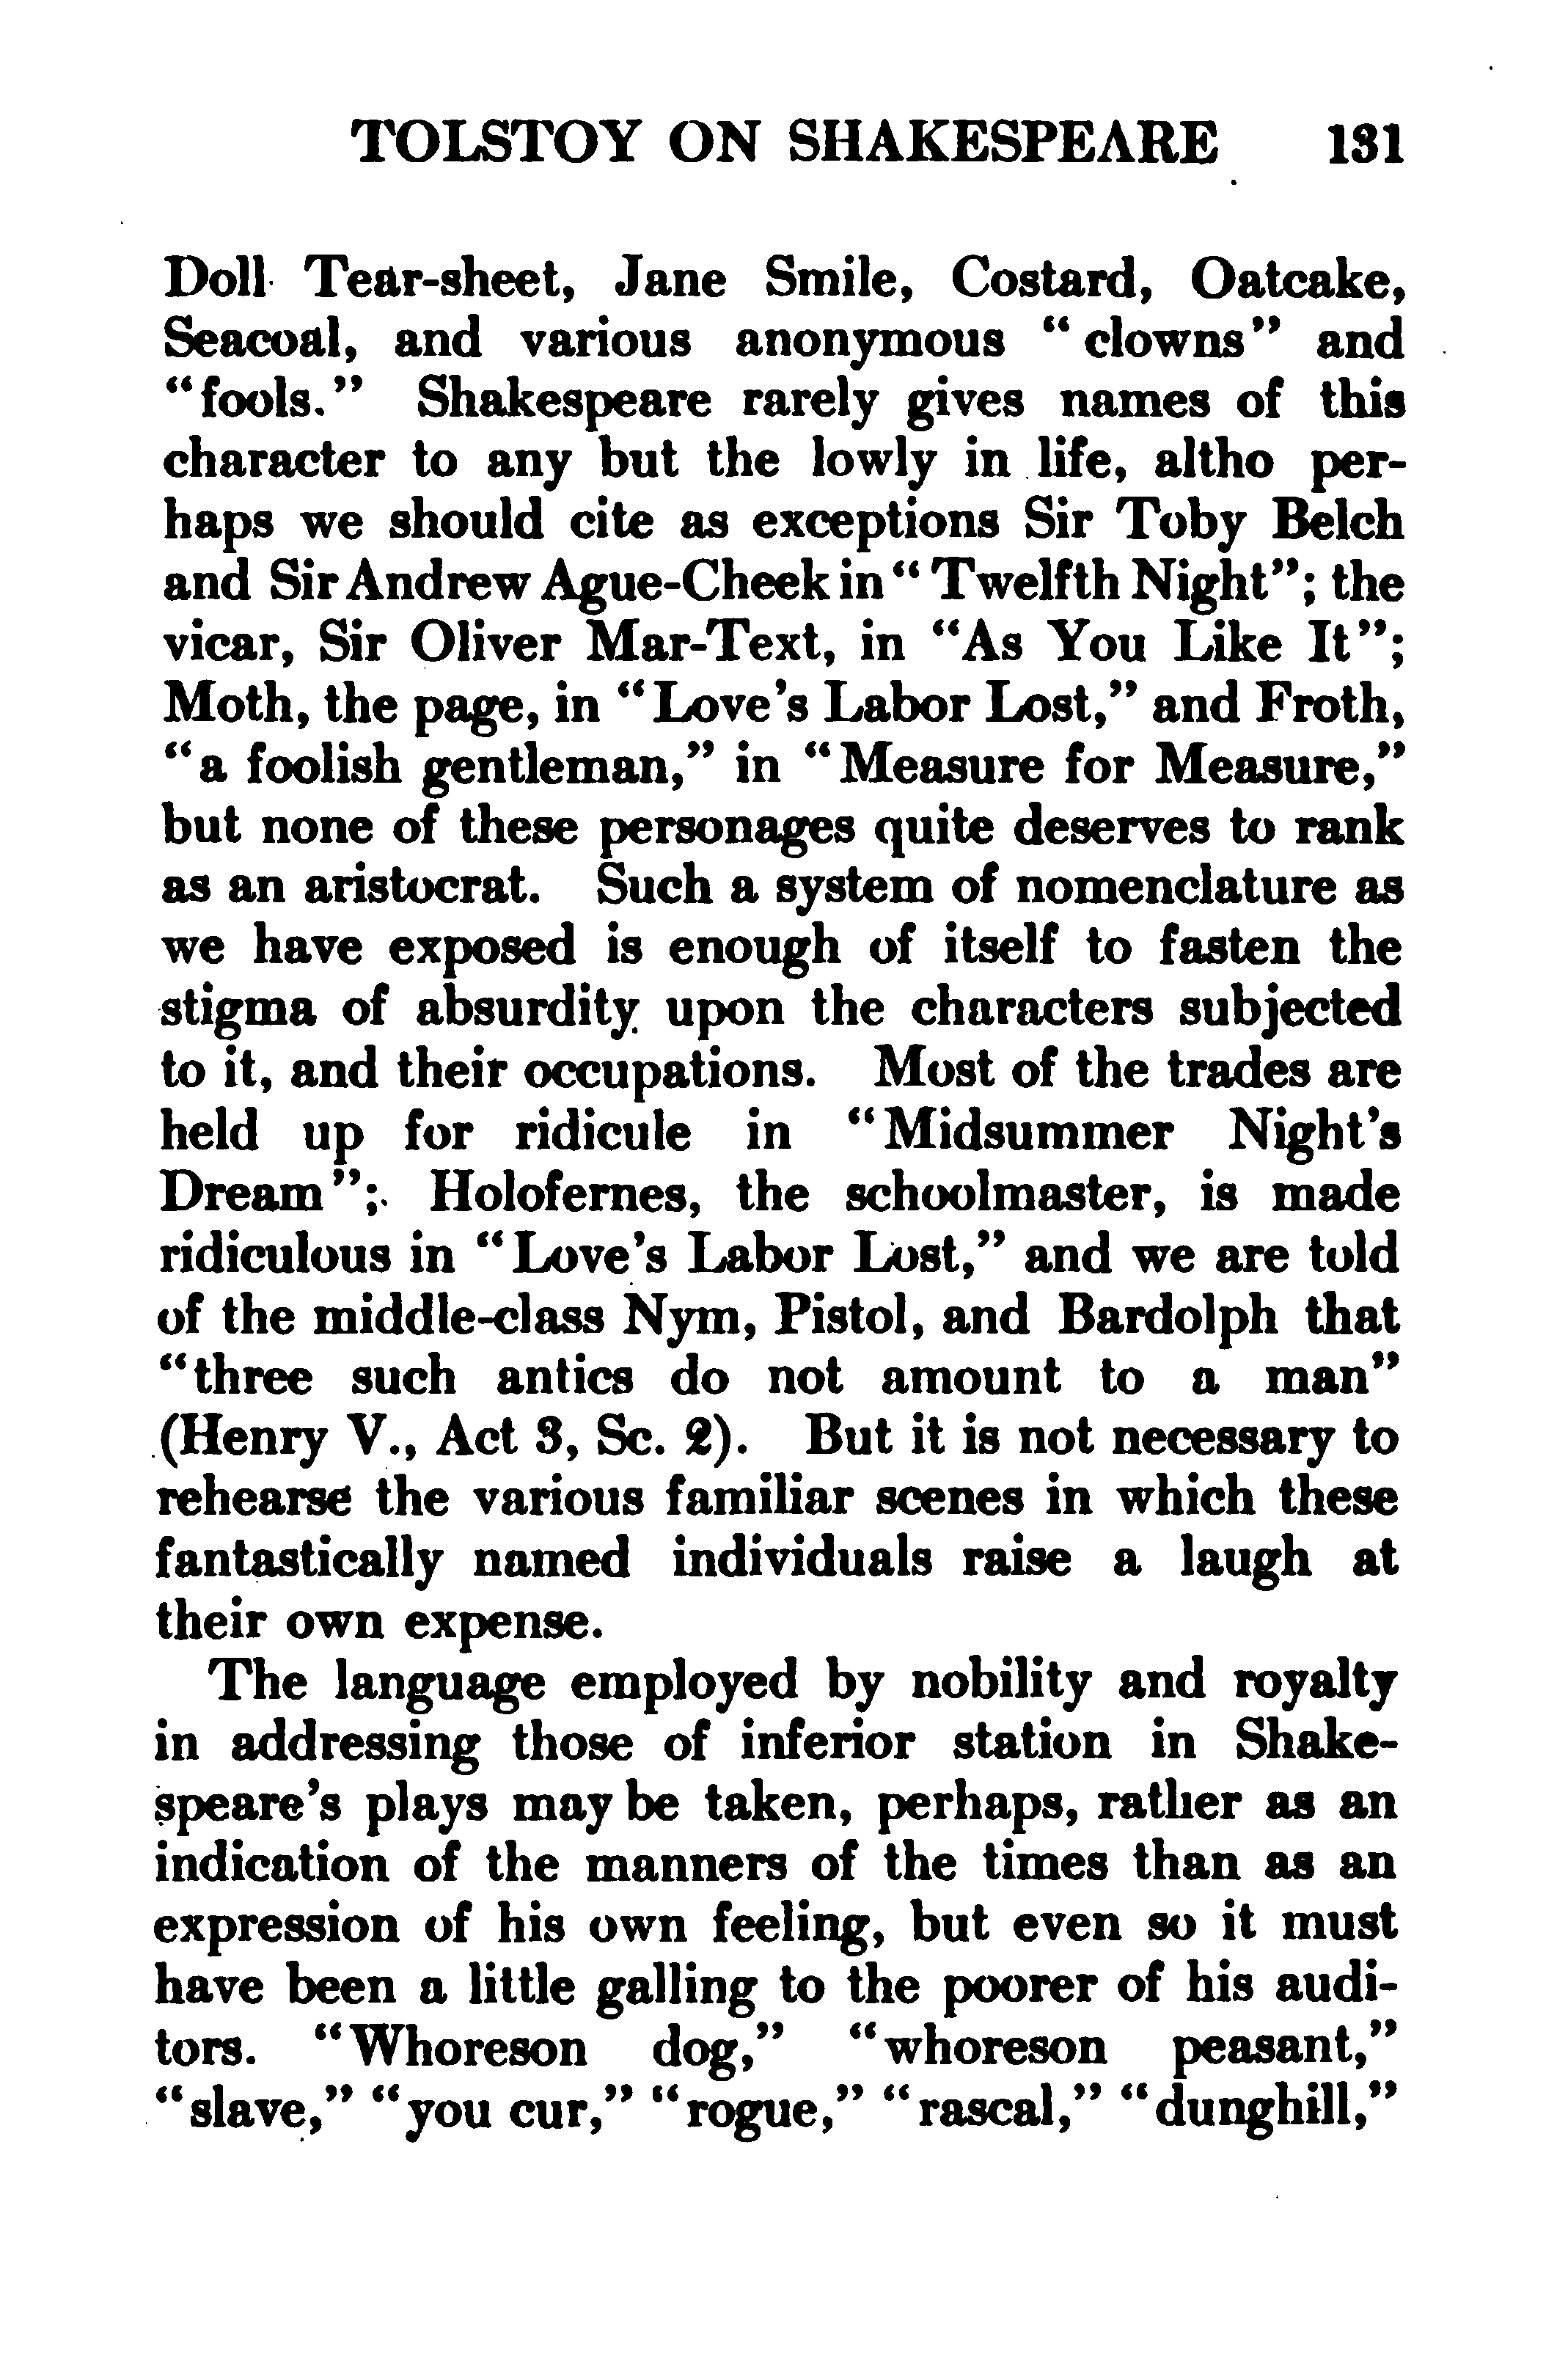 TOLSTOY ON SHAKESPEARE 131
Doll Tear-sheet, Jane Smile, Costard, Oatcake,
Seacoal, and various anonymous "clowns" and
"fools." Shakespeare rarely gives names of this
character to any but the lowly in life, altho per-
haps we should cite as exceptions Sir Toby Belch
and Sir Andrew Ague-Cheek in "Twelfth Night"; the
vicar, Sir Oliver Mar-Text, in "As You Like It";
Moth, the page, in "Love's Labor Lost," and Froth,
"a foolish gentleman," in "Measure for Measure,"
but none of these personages quite deserves to rank
as an aristocrat. Such a system of nomenclature as
we have exposed is enough of itself to fasten the
stigma of absurdity upon the characters subjected
to it, and their occupations. Most of the trades are
held up for ridicule in "Midsummer Night's
Dream"; Holofernes, the schoolmaster, is made
ridiculous in "Love's Labor Lost," and we are told
of the middle-class Nym, Pistol, and Bardolph that
"three such antics do not amount to a man"
(Henry V., Act 3, Sc. 2). But it is not necessary to
rehearse the various familiar scenes in which these
fantastically named individuals raise a laugh at
their own expense.
The language employed by nobility and royalty
in addressing those of inferior station in Shake-
speare's plays may be taken, perhaps, rather as an
indication of the manners of the times than as an
expression of his own feeling, but even so it must
have been a little galling to the poorer of his audi-
tors. "Whoreson dog," "whoreson peasant,"
"slave," "you cur," "rogue," "rascal," "dunghill,"